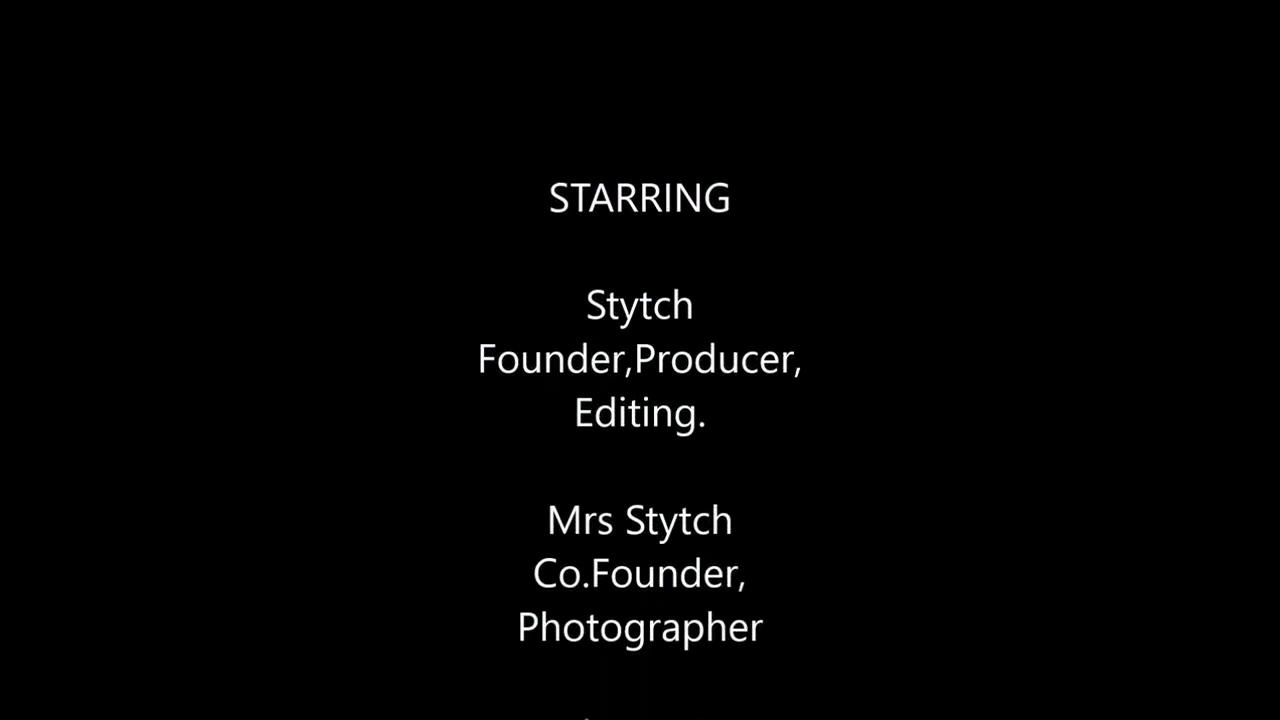 STARRING
Stytch
Founder,Producer,
Editing.
Mrs Stytch
Co.Founder,
Photographer